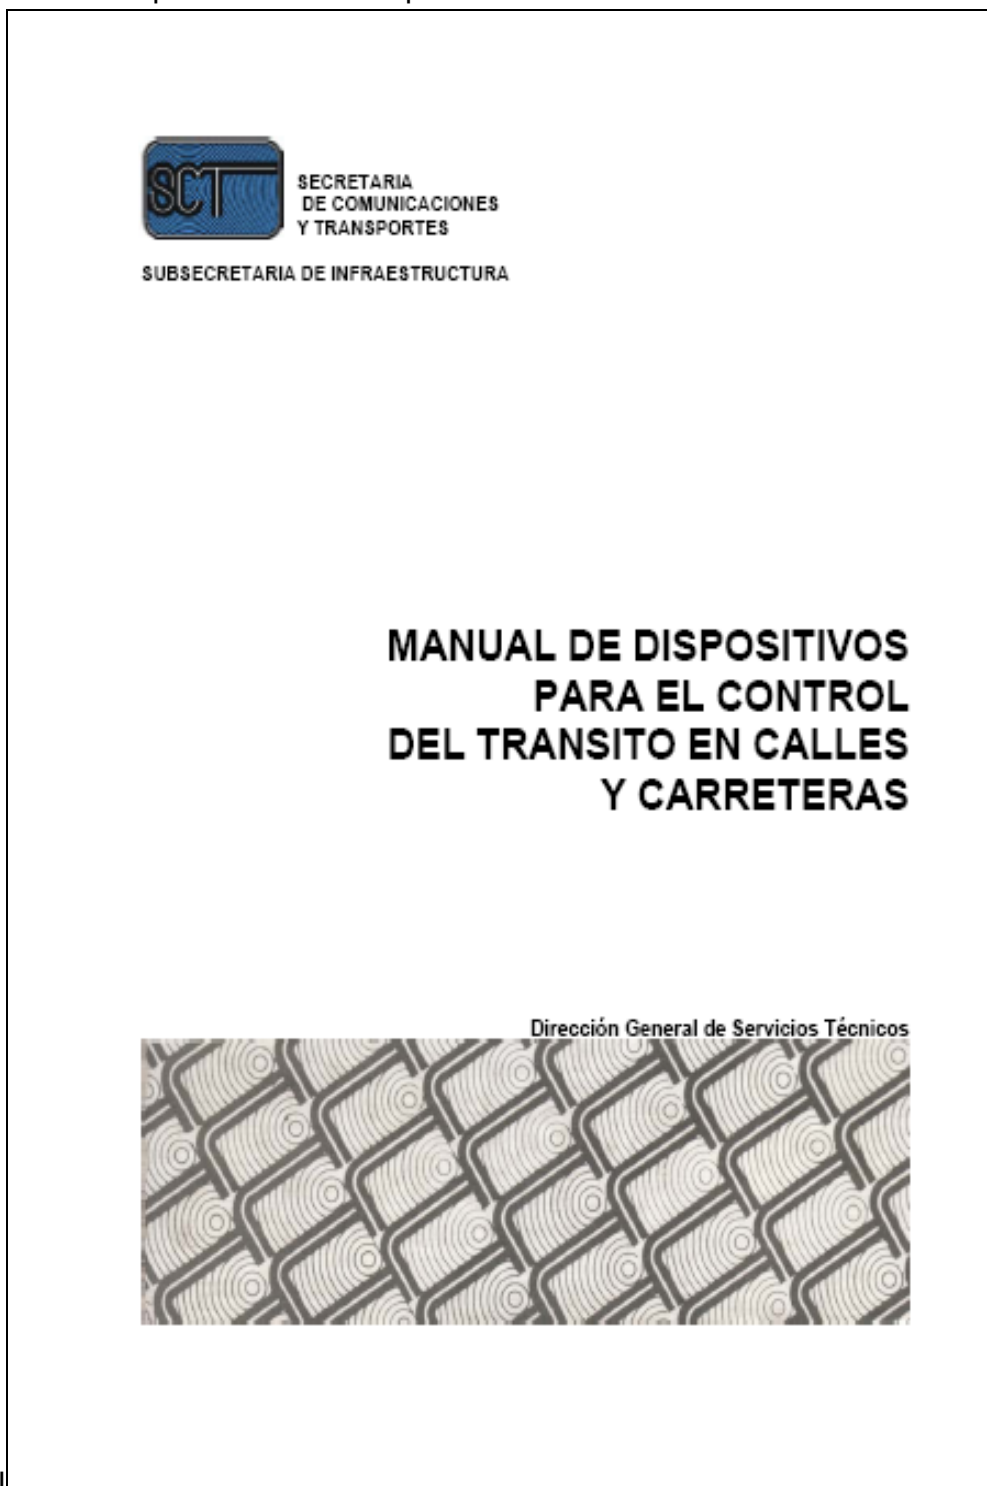 SCT
SECRETARIA
DE COMUNICACIONES
Y TRANSPORTES
SUBSECRETARIA DE INFRAESTRUCTURA
MANUAL DE DISPOSITIVOS
PARA EL CONTROL
DEL TRANSITO EN CALLES
Y CARRETERAS
Dirección General de Servicios Técnicos